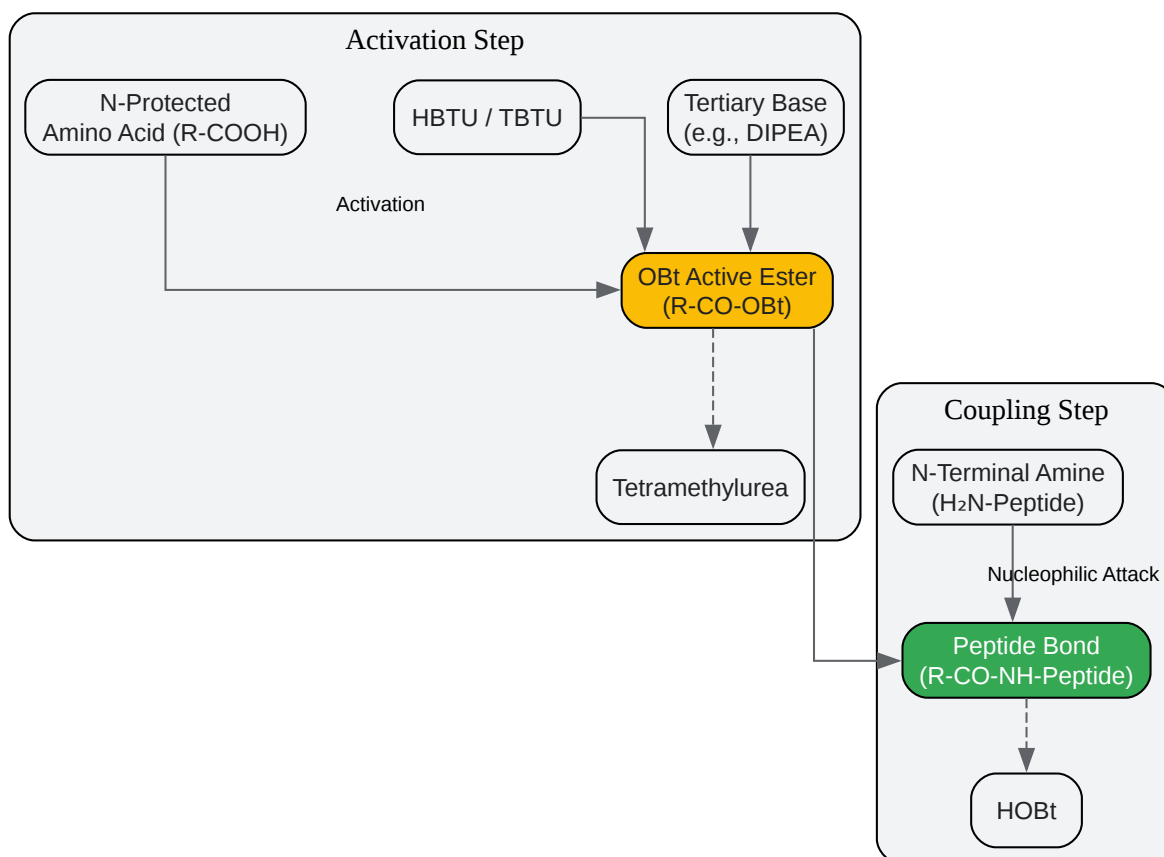 Activation Step
N-Protected
Amino Acid (R-COOH)
HBTU / TBTU
Tertiary Base
(e.g., DIPEA)
Activation
OBt Active Ester
(R-CO-OBt)
Tetramethylurea
Coupling Step
N-Terminal Amine
(H₂N-Peptide)
Nucleophilic Attack
Peptide Bond
(R-CO-NH-Peptide)
HOBt